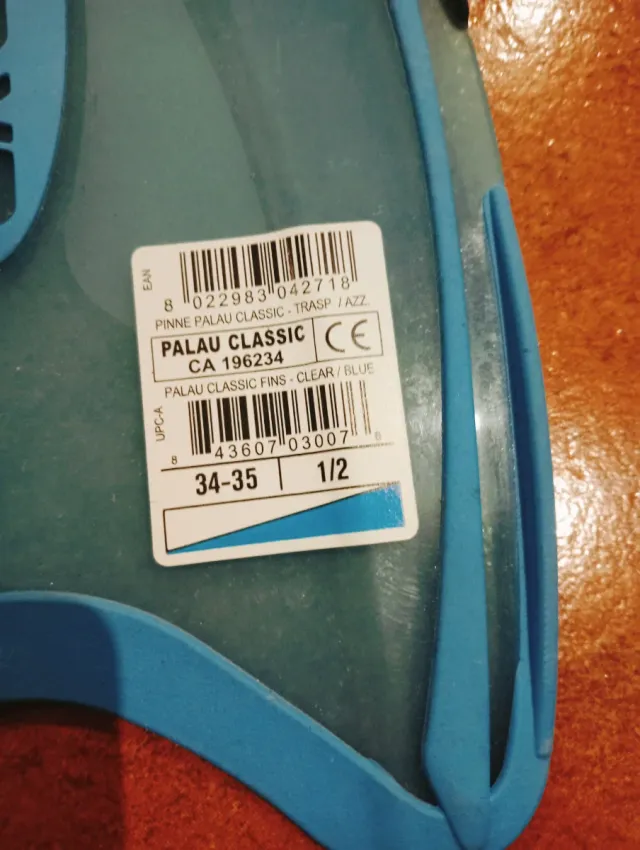 EAN
8 022983 042718
PINNE PALAU CLASSIC - TRASP / AZZ.
PALAU CLASSIC
CA 196234
CE
PALAU CLASSIC FINS - CLEAR / BLUE
UPC-A
8 43607 03007 8
34-35 1/2